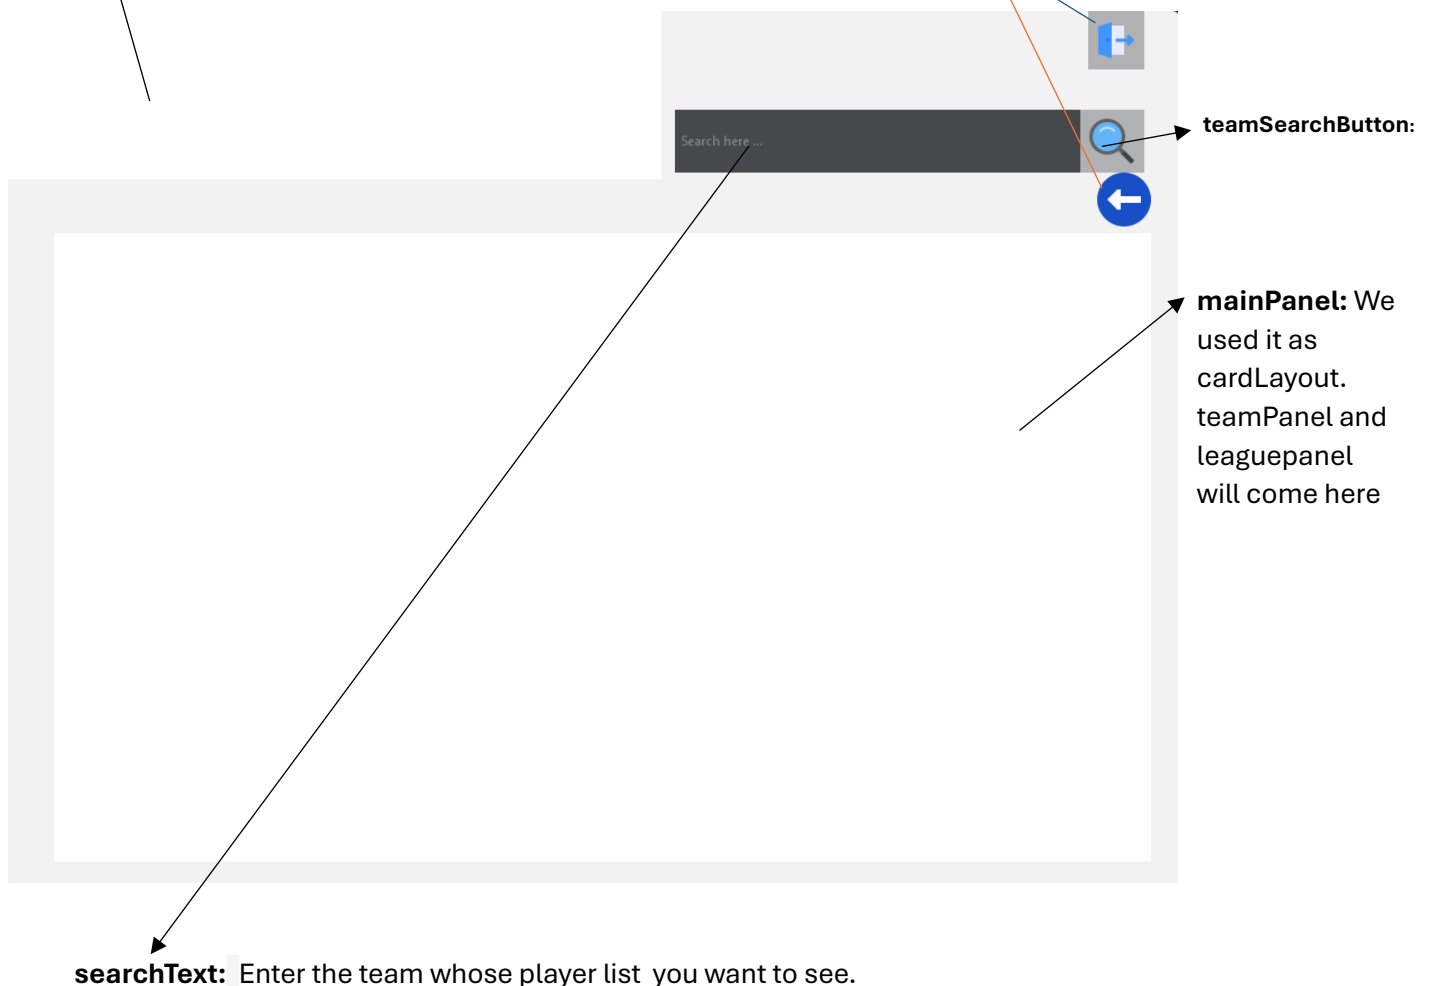 Search here ...
teamSearchButton:
mainPanel: We
used it as
cardLayout.
teamPanel and
leaguepanel
will come here
searchText: Enter the team whose player list you want to see.